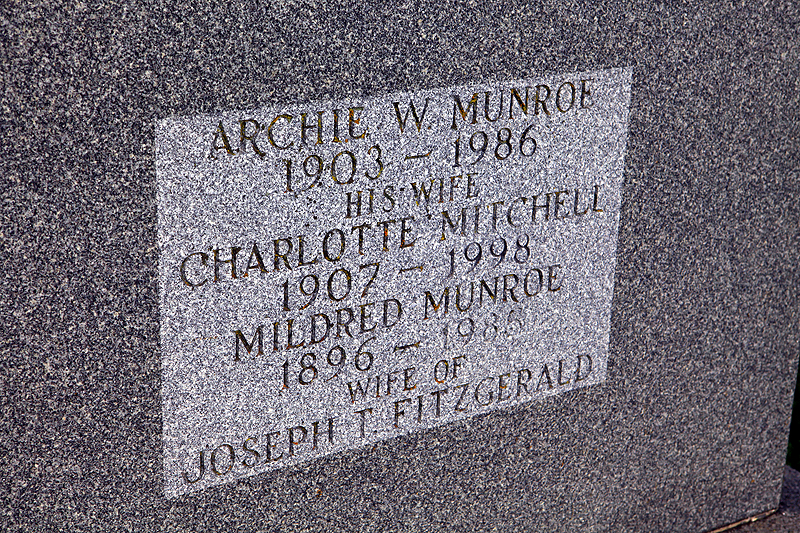 ARCHIE W. MUNROE
1903 – 1986
HIS WIFE
CHARLOTTE MITCHELL
1907 – 1998
MILDRED MUNROE
1896 –
WIFE OF
JOSEPH T. FITZGERALD